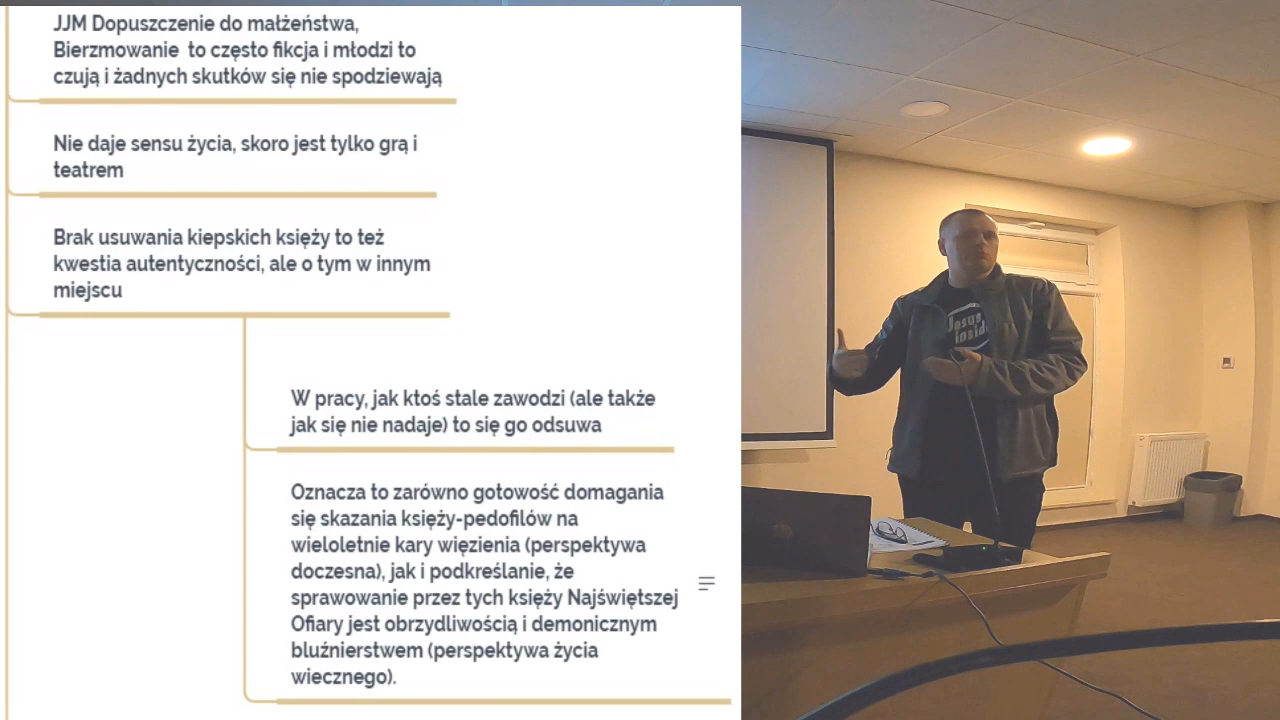 JJM Dopuszczenie do małżeństwa,
Bierzmowanie to często fikcja i młodzi to
czują i żadnych skutków się nie spodziewają
Nie daje sensu życia, skoro jest tylko grą i
teatrem
Brak usuwania kiepskich księży to też
kwestia autentyczności, ale o tym w innym
miejscu
W pracy, jak ktoś stale zawodzi (ale także
jak się nie nadaje) to się go odsuwa
Oznacza to zarówno gotowość domagania
się skazania księży-pedofilów na
wieloletnie kary więzienia (perspektywa
doczesna), jak i podkreślanie, że
sprawowanie przez tych księży Najświętszej
Ofiary jest obrzydliwością i demonicznym
bluźnierstwem (perspektywa życia
wiecznego).
Jesus
inside